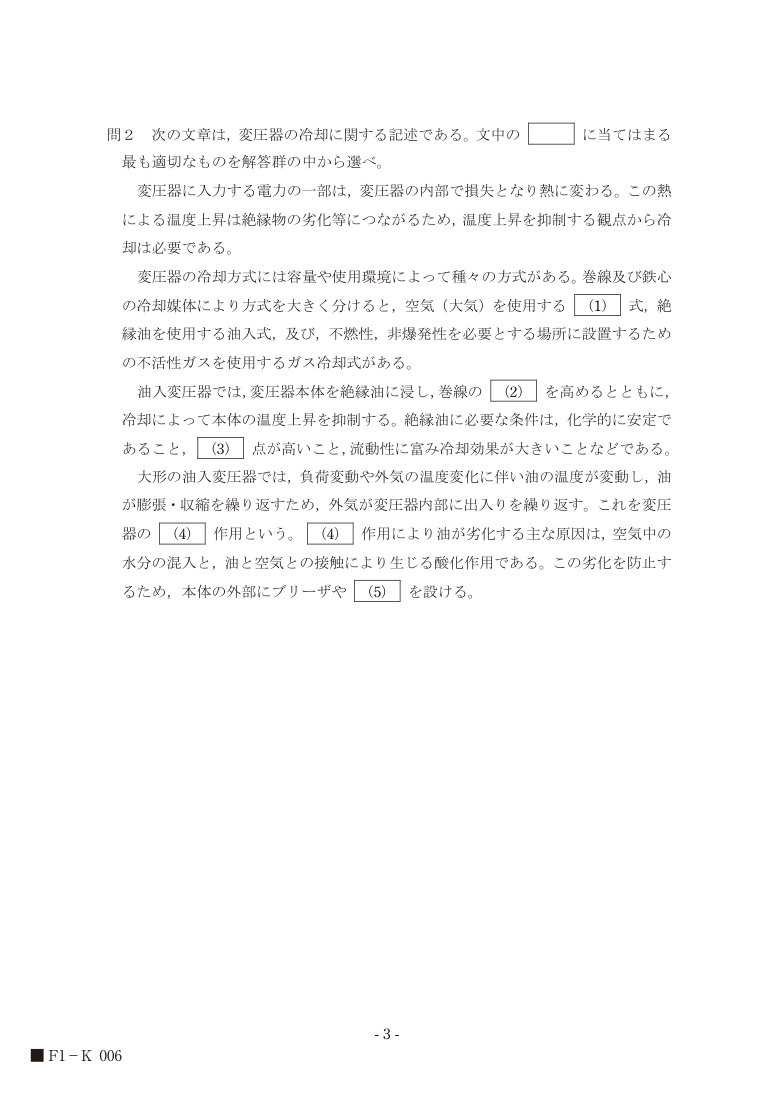 問2　次の文章は，変圧器の冷却に関する記述である。文中の　　　に当てはまる
最も適切なものを解答群の中から選べ。
変圧器に入力する電力の一部は，変圧器の内部で損失となり熱に変わる。この熱
による温度上昇は絶縁物の劣化等につながるため，温度上昇を抑制する観点から冷
却は必要である。
変圧器の冷却方式には容量や使用環境によって種々の方式がある。巻線及び鉄心
の冷却媒体により方式を大きく分けると，空気（大気）を使用する (1) 式，絶
縁油を使用する油入式，及び，不燃性，非爆発性を必要とする場所に設置するため
の不活性ガスを使用するガス冷却式がある。
油入変圧器では，変圧器本体を絶縁油に浸し，巻線の (2) を高めるとともに，
冷却によって本体の温度上昇を抑制する。絶縁油に必要な条件は，化学的に安定で
あること， (3) 点が高いこと，流動性に富み冷却効果が大きいことなどである。
大形の油入変圧器では，負荷変動や外気の温度変化に伴い油の温度が変動し，油
が膨張・収縮を繰り返すため，外気が変圧器内部に出入りを繰り返す。これを変圧
器の (4) 作用という。 (4) 作用により油が劣化する主な原因は，空気中の
水分の混入と，油と空気との接触により生じる酸化作用である。この劣化を防止す
るため，本体の外部にブリーザや (5) を設ける。
- 3 -
■F1－K 006